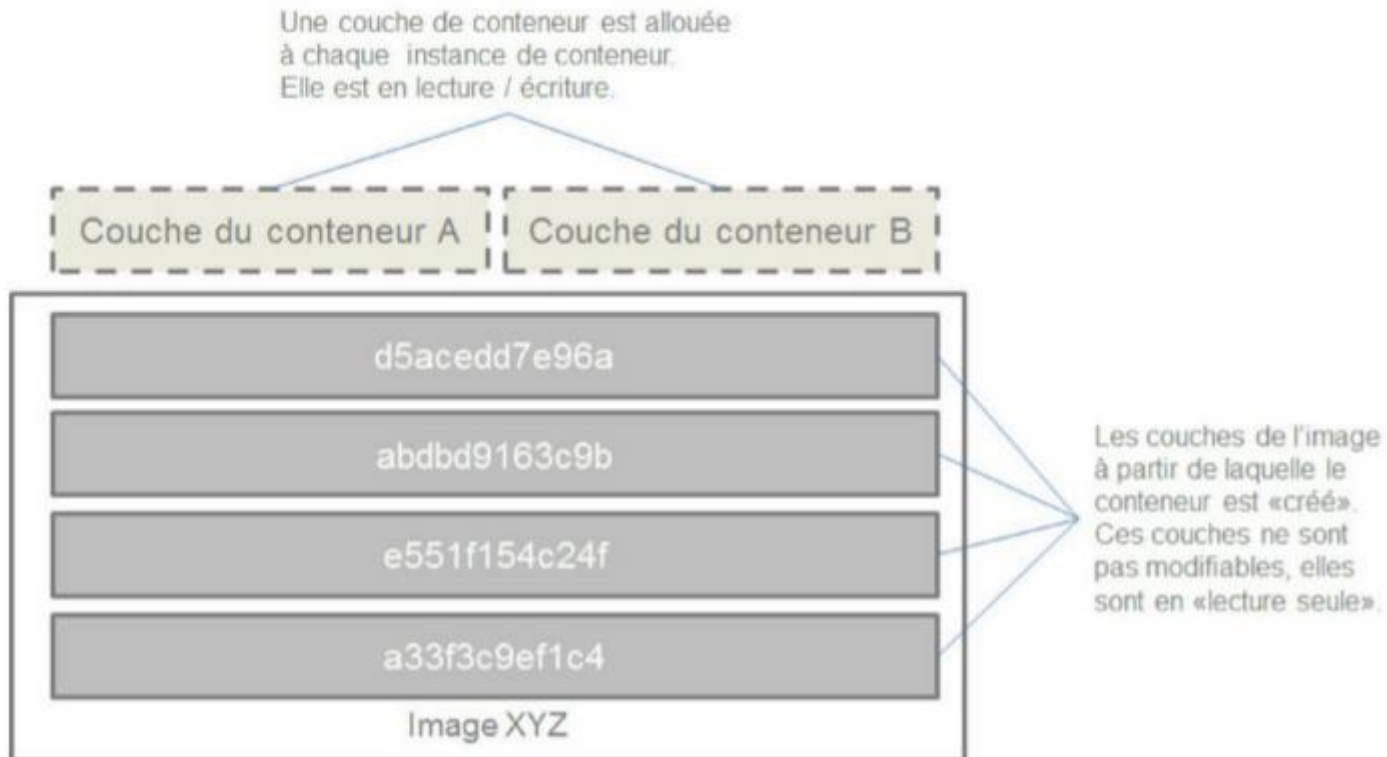 Une couche de conteneur est allouée
à chaque instance de conteneur.
Elle est en lecture / écriture.
Couche du conteneur A
Couche du conteneur B
d5acedd7e96a
abdbd9163c9b
e551f154c24f
a33f3c9ef1c4
Image XYZ
Les couches de l'image
à partir de laquelle le
conteneur est «créé».
Ces couches ne sont
pas modifiables, elles
sont en «lecture seule».